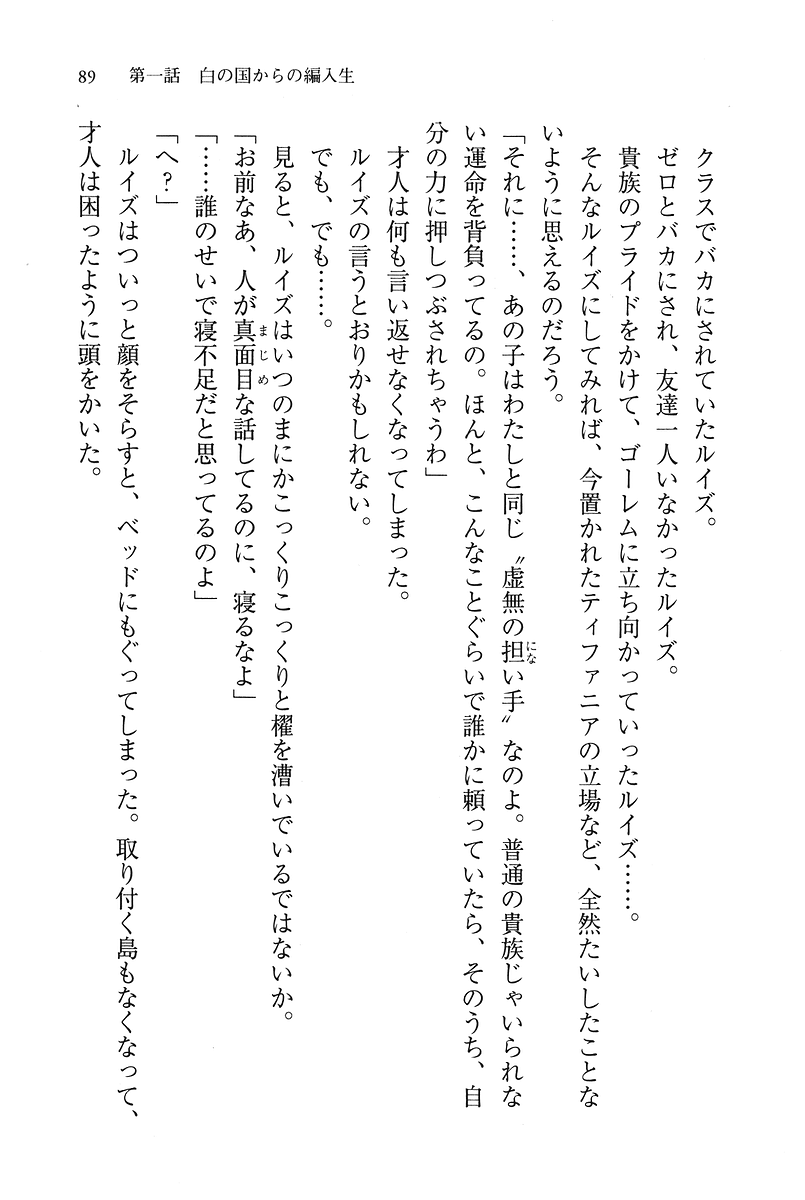 89　第一話　白の国からの編入生
クラスでバカにされていたルイズ。
ゼロとバカにされ、友達一人いなかったルイズ。
貴族のプライドをかけて、ゴーレムに立ち向かっていったルイズ……。
そんなルイズにしてみれば、今置かれたティファニアの立場など、全然たいしたことな
いように思えるのだろう。
「それに……、あの子はわたしと同じ〝虚無の担い手〟なのよ。普通の貴族じゃいられな
い運命を背負ってるの。ほんと、こんなことぐらいで誰かに頼っていたら、そのうち、自
分の力に押しつぶされちゃうわ」
才人は何も言い返せなくなってしまった。
ルイズの言うとおりかもしれない。
でも、でも……。
見ると、ルイズはいつのまにかこっくりこっくりと櫂を漕いでいるではないか。
「お前なあ、人が真面目な話してるのに、寝るなよ」
「……誰のせいで寝不足だと思ってるのよ」
「へ？」
ルイズはついっと顔をそらすと、ベッドにもぐってしまった。取り付く島もなくなって、
才人は困ったように頭をかいた。